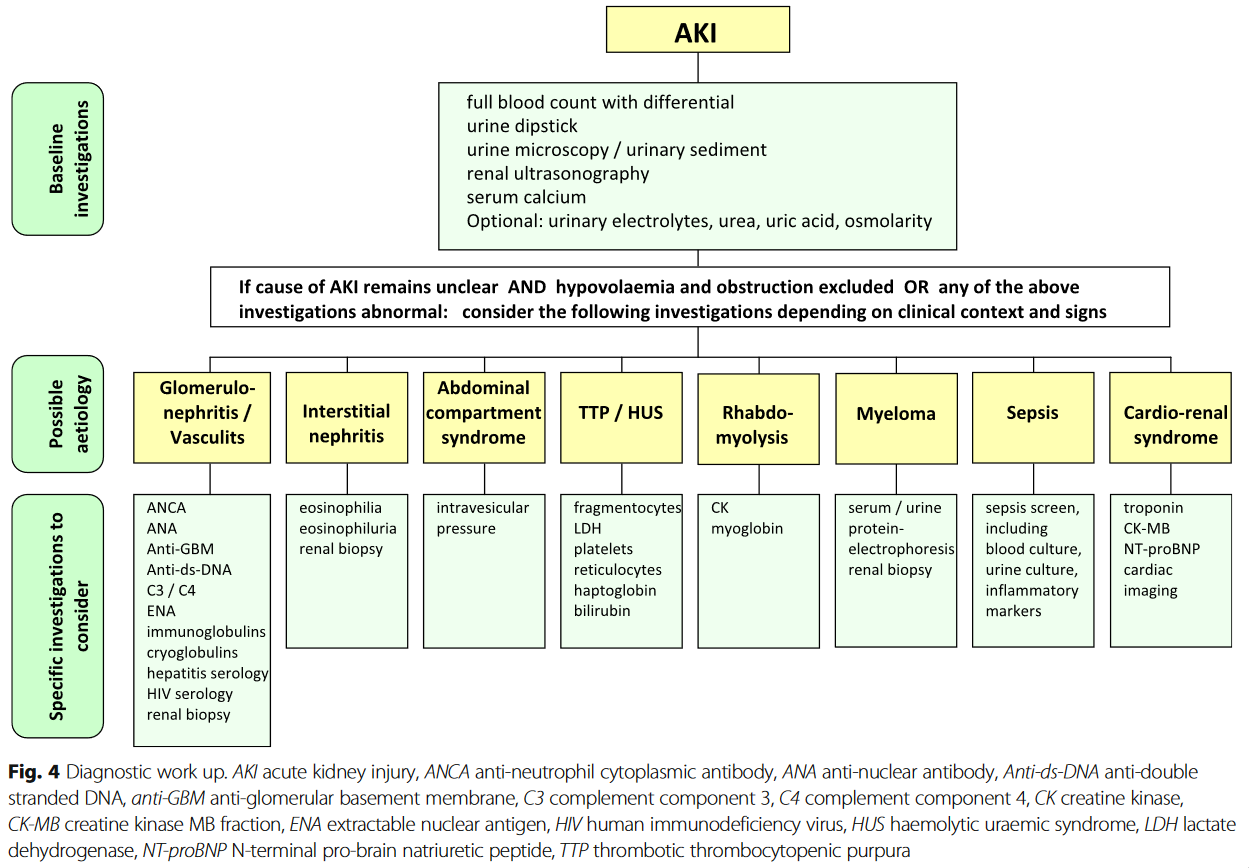 AKI
Baseline
investigations
full blood count with differential
urine dipstick
urine microscopy / urinary sediment
renal ultrasonography
serum calcium
Optional: urinary electrolytes, urea, uric acid, osmolarity
If cause of AKI remains unclear AND hypovolaemia and obstruction excluded OR any of the above
investigations abnormal: consider the following investigations depending on clinical context and signs
Possible
aetiology
Glomerulo-
nephritis /
Vasculits
Interstitial
nephritis
Abdominal
compartment
syndrome
TTP / HUS
Rhabdo-
myolysis
Myeloma
Sepsis
Cardio-renal
syndrome
Specific investigations to
consider
ANCA
ANA
Anti-GBM
Anti-ds-DNA
C3 / C4
ENA
immunoglobulins
cryoglobulins
hepatitis serology
HIV serology
renal biopsy
eosinophilia
eosinophiluria
renal biopsy
intravesicular
pressure
fragmentocytes
LDH
platelets
reticulocytes
haptoglobin
bilirubin
CK
myoglobin
serum / urine
protein-
electrophoresis
renal biopsy
sepsis screen,
including
blood culture,
urine culture,
inflammatory
markers
troponin
CK-MB
NT-proBNP
cardiac
imaging
Fig. 4 Diagnostic work up. AKI acute kidney injury, ANCA anti-neutrophil cytoplasmic antibody, ANA anti-nuclear antibody, Anti-ds-DNA anti-double
stranded DNA, anti-GBM anti-glomerular basement membrane, C3 complement component 3, C4 complement component 4, CK creatine kinase,
CK-MB creatine kinase MB fraction, ENA extractable nuclear antigen, HIV human immunodeficiency virus, HUS haemolytic uraemic syndrome, LDH lactate
dehydrogenase, NT-proBNP N-terminal pro-brain natriuretic peptide, TTP thrombotic thrombocytopenic purpura